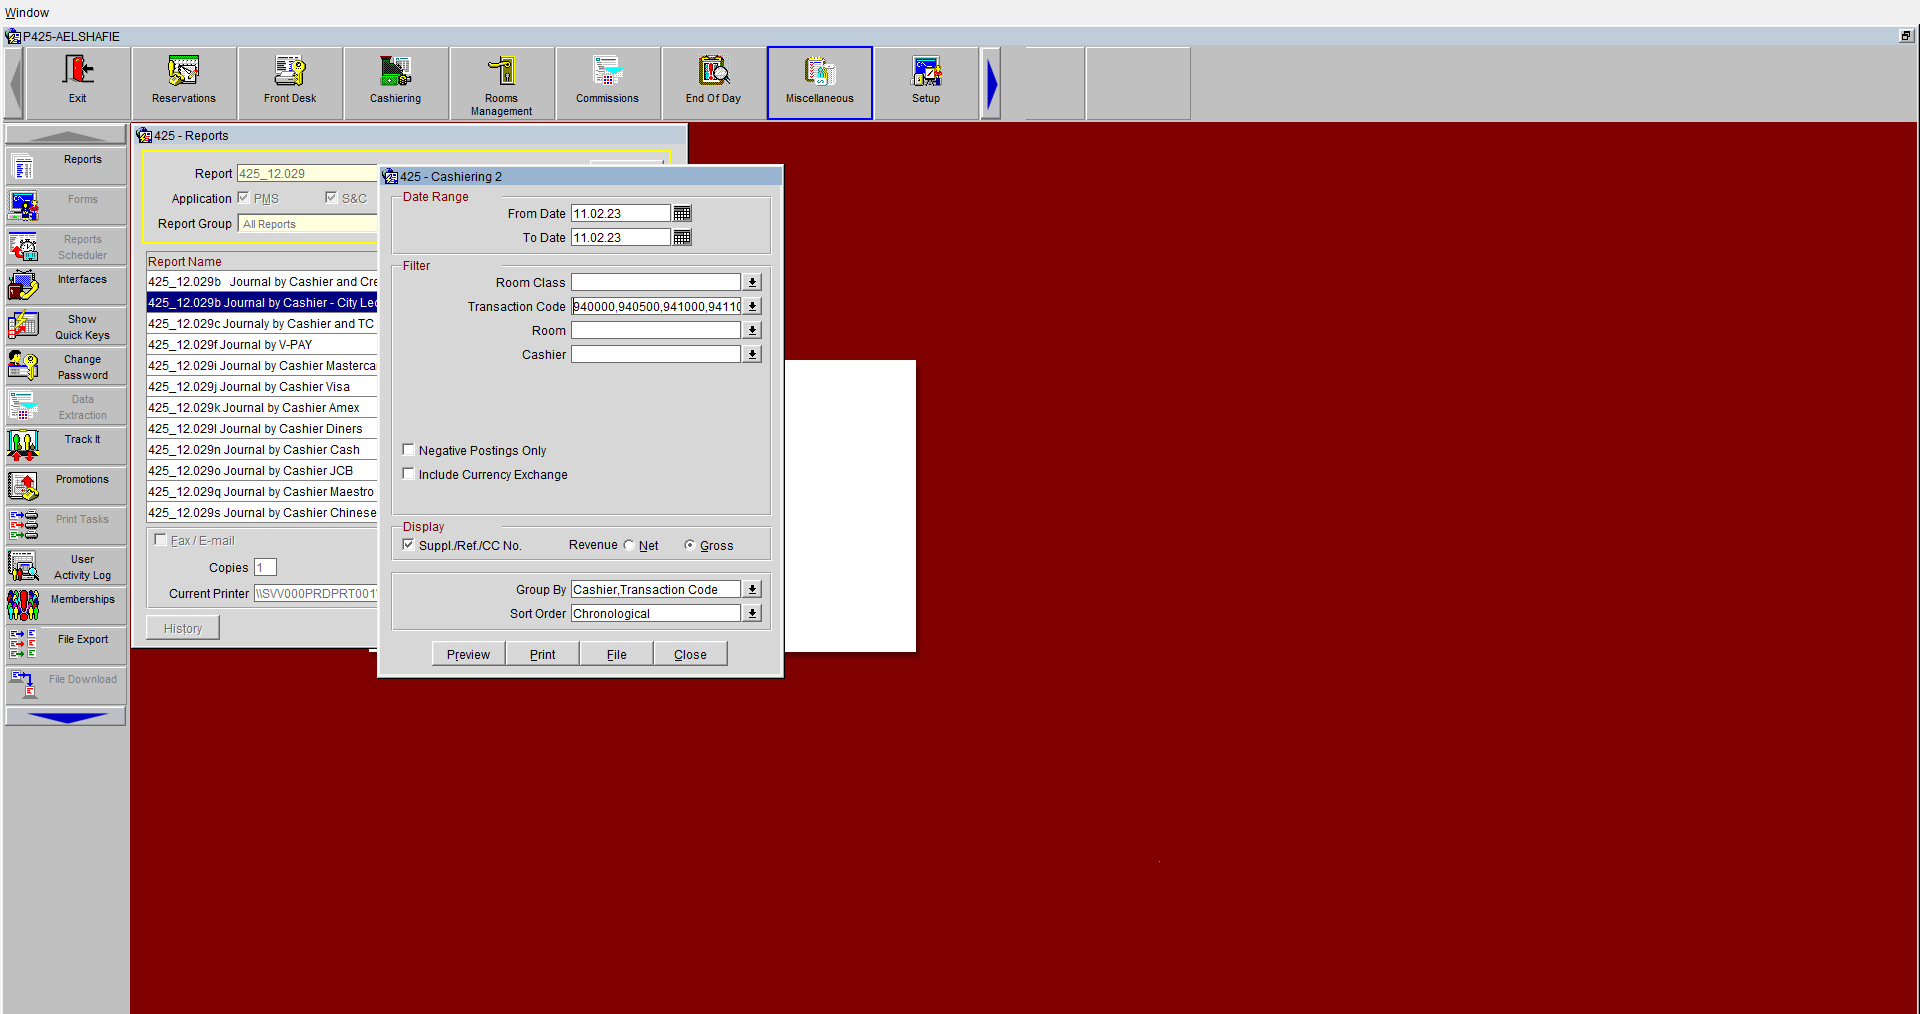 Window
P425-AELSHAFIE
Exit
Reservations
Front Desk
Cashiering
Rooms
Management
Commissions
End Of Day
Miscellaneous
Setup
Reports
Forms
Reports
Scheduler
Interfaces
Show
Quick Keys
Change
Password
Data
Extraction
Track It
Promotions
Print Tasks
User
Activity Log
Memberships
File Export
File Download
425 - Reports
Report 425_12.029
Application PMS S&C
Report Group All Reports
Report Name
425_12.029b Journal by Cashier and Cre
425_12.029b Journal by Cashier - City Led
425_12.029c Journaly by Cashier and TC
425_12.029f Journal by V-PAY
425_12.029i Journal by Cashier Masterca
425_12.029j Journal by Cashier Visa
425_12.029k Journal by Cashier Amex
425_12.029l Journal by Cashier Diners
425_12.029n Journal by Cashier Cash
425_12.029o Journal by Cashier JCB
425_12.029q Journal by Cashier Maestro
425_12.029s Journal by Cashier Chinese
Fax / E-mail
Copies 1
Current Printer \\SVV000PRDPRT001\
History
425 - Cashiering 2
Date Range
From Date 11.02.23
To Date 11.02.23
Filter
Room Class
Transaction Code 940000,940500,941000,94110
Room
Cashier
Negative Postings Only
Include Currency Exchange
Display
Suppl./Ref./CC No. Revenue Net Gross
Group By Cashier,Transaction Code
Sort Order Chronological
Preview Print File Close